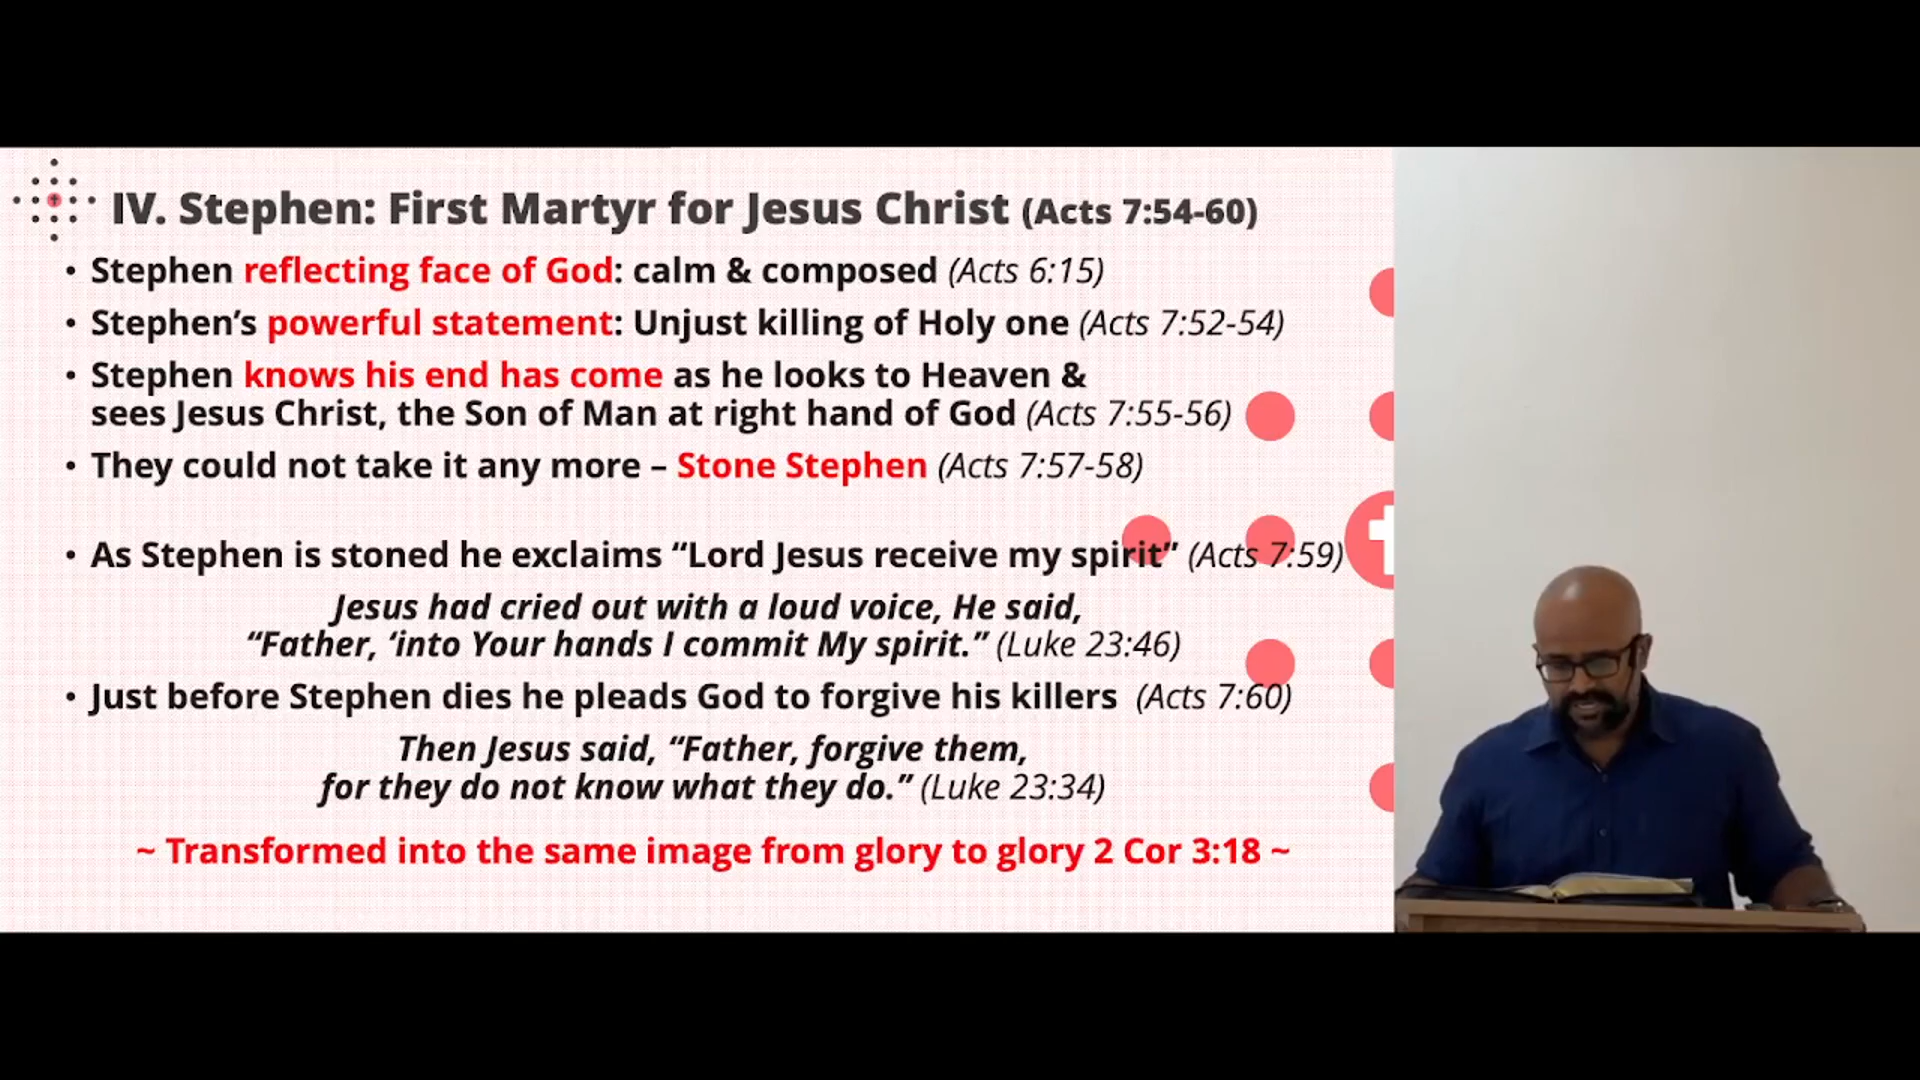 IV. Stephen: First Martyr for Jesus Christ (Acts 7:54-60)
• Stephen reflecting face of God: calm & composed (Acts 6:15)
• Stephen’s powerful statement: Unjust killing of Holy one (Acts 7:52-54)
• Stephen knows his end has come as he looks to Heaven &
sees Jesus Christ, the Son of Man at right hand of God (Acts 7:55-56)
• They could not take it any more – Stone Stephen (Acts 7:57-58)
• As Stephen is stoned he exclaims “Lord Jesus receive my spirit” (Acts 7:59)
Jesus had cried out with a loud voice, He said,
“Father, ‘into Your hands I commit My spirit.” (Luke 23:46)
• Just before Stephen dies he pleads God to forgive his killers (Acts 7:60)
Then Jesus said, “Father, forgive them,
for they do not know what they do.” (Luke 23:34)
~ Transformed into the same image from glory to glory 2 Cor 3:18 ~